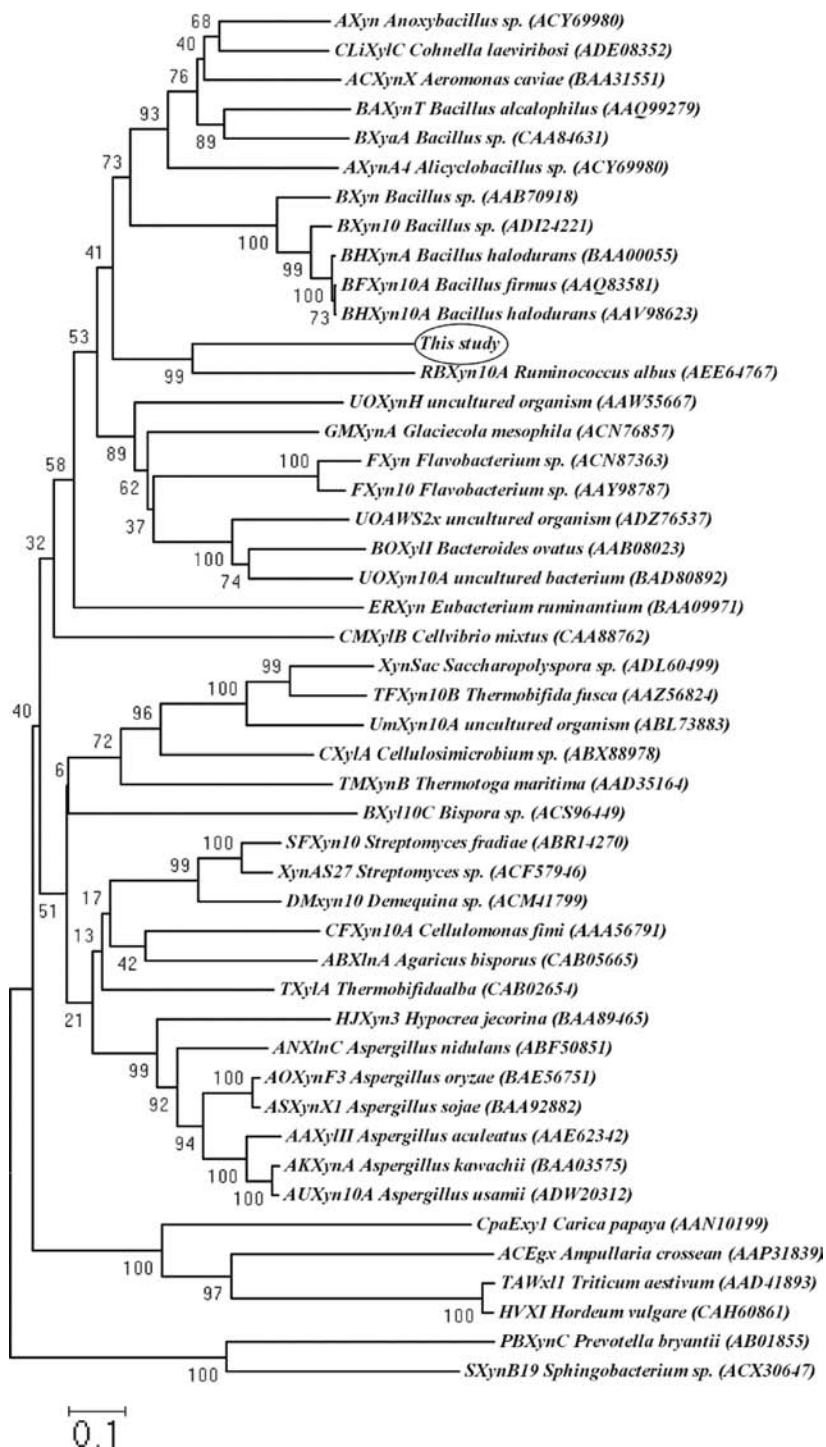 68
AXyn Anoxybacillus sp. (ACY69980)
40
CLiXylC Cohnella laeviribosi (ADE08352)
76
ACXynX Aeromonas caviae (BAA31551)
93
BAXynT Bacillus alcalophilus (AAQ99279)
89
BXyaA Bacillus sp. (CAA84631)
73
AXynA4 Alicyclobacillus sp. (ACY69980)
BXyn Bacillus sp. (AAB70918)
100
BXyn10 Bacillus sp. (ADI24221)
41
BHXynA Bacillus halodurans (BAA00055)
99
BFXyn10A Bacillus firmus (AAQ83581)
100
BHXyn10A Bacillus halodurans (AAV98623)
73
53
This study
99
RBXyn10A Ruminococcus albus (AEE64767)
UOXynH uncultured organism (AAW55667)
89
GMXynA Glaciecola mesophila (ACN76857)
58
100
FXyn Flavobacterium sp. (ACN87363)
62
FXyn10 Flavobacterium sp. (AAY98787)
37
UOAWS2x uncultured organism (ADZ76537)
32
100
BOXylI Bacteroides ovatus (AAB08023)
74
UOXyn10A uncultured bacterium (BAD80892)
ERXyn Eubacterium ruminantium (BAA09971)
CMXylB Cellvibrio mixtus (CAA88762)
99
XynSac Saccharopolyspora sp. (ADL60499)
100
TFXyn10B Thermobifida fusca (AAZ56824)
40
96
UmXyn10A uncultured organism (ABL73883)
72
CXylA Cellulosimicrobium sp. (ABX88978)
6
TMXynB Thermotoga maritima (AAD35164)
BXyl10C Bispora sp. (ACS96449)
100
SFXyn10 Streptomyces fradiae (ABR14270)
99
XynAS27 Streptomyces sp. (ACF57946)
17
DMxyn10 Demequina sp. (ACM41799)
51
13
CFXyn10A Cellulomonas fimi (AAA56791)
42
ABXlnA Agaricus bisporus (CAB05665)
TXylA Thermobifidaalba (CAB02654)
21
HJXyn3 Hypocrea jecorina (BAA89465)
99
ANXlnC Aspergillus nidulans (ABF50851)
100
AOXynF3 Aspergillus oryzae (BAE56751)
92
ASXynX1 Aspergillus sojae (BAA92882)
94
AAXylII Aspergillus aculeatus (AAE62342)
100
AKXynA Aspergillus kawachii (BAA03575)
100
AUXyn10A Aspergillus usamii (ADW20312)
CpaExy1 Carica papaya (AAN10199)
100
ACEgx Ampullaria crossean (AAP31839)
97
TAWxl1 Triticum aestivum (AAD41893)
100
HVXI Hordeum vulgare (CAH60861)
PBXynC Prevotella bryantii (AB01855)
100
SXynB19 Sphingobacterium sp. (ACX30647)
0.1